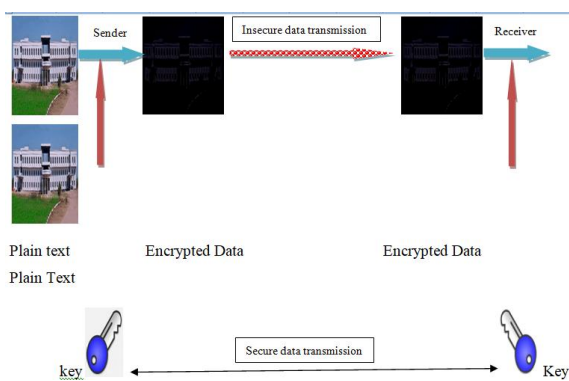 Sender
Insecure data transmission
Receiver
Plain text
Encrypted Data
Encrypted Data
Plain Text
Secure data transmission
key
Key